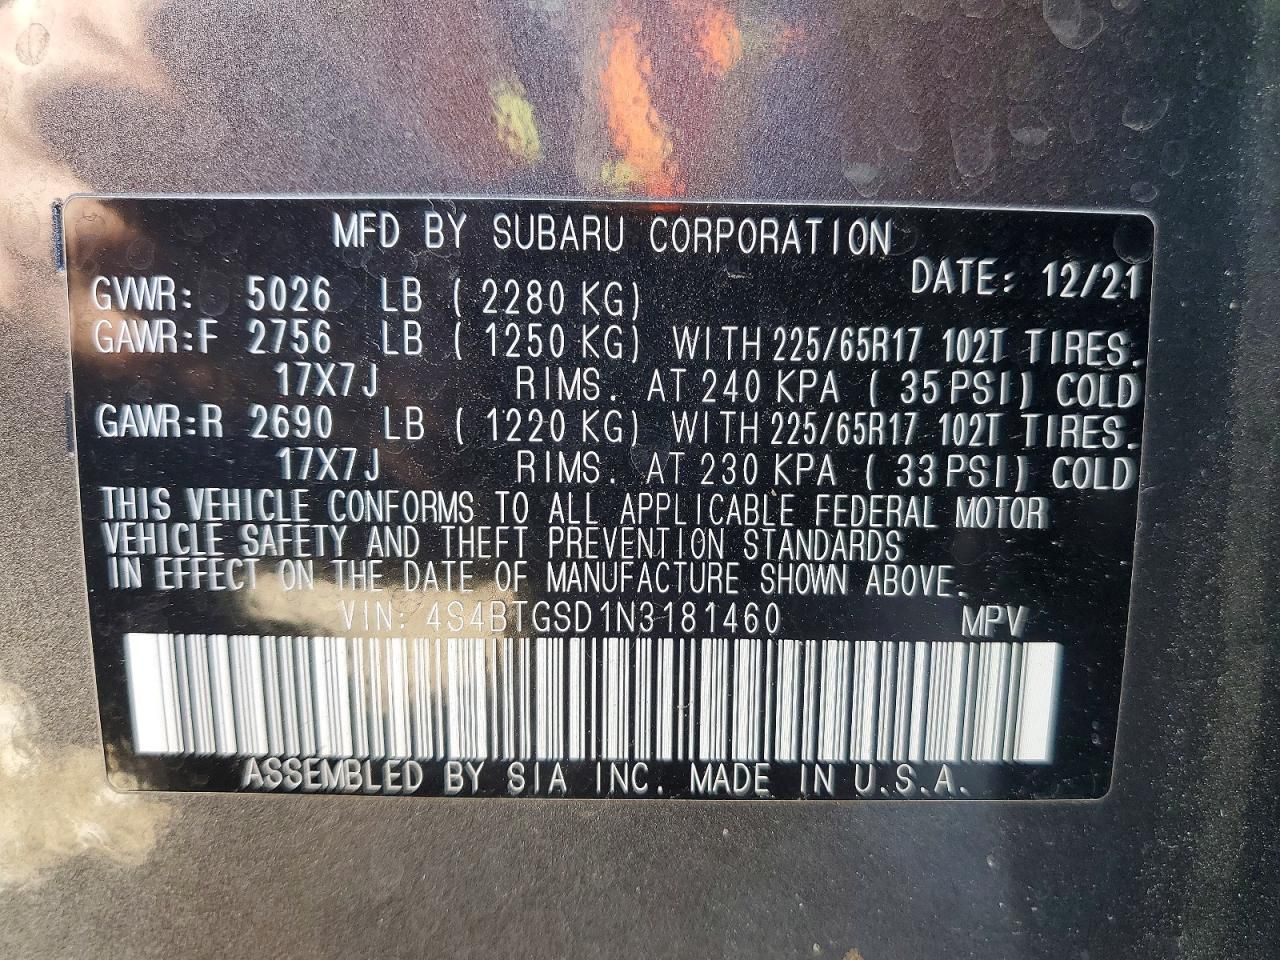 MFD BY SUBARU CORPORATION
DATE: 12/21
GVWR: 5026 LB ( 2280 KG)
GAWR:F 2756 LB ( 1250 KG) WITH 225/65R17 102T TIRES.
17X7J RIMS. AT 240 KPA ( 35 PSI) COLD
GAWR:R 2690 LB ( 1220 KG) WITH 225/65R17 102T TIRES.
17X7J RIMS. AT 230 KPA ( 33 PSI) COLD
THIS VEHICLE CONFORMS TO ALL APPLICABLE FEDERAL MOTOR
VEHICLE SAFETY AND THEFT PREVENTION STANDARDS
IN EFFECT ON THE DATE OF MANUFACTURE SHOWN ABOVE.
VIN: 4S4BTGSD1N3181460 MPV
ASSEMBLED BY SIA INC. MADE IN U.S.A.